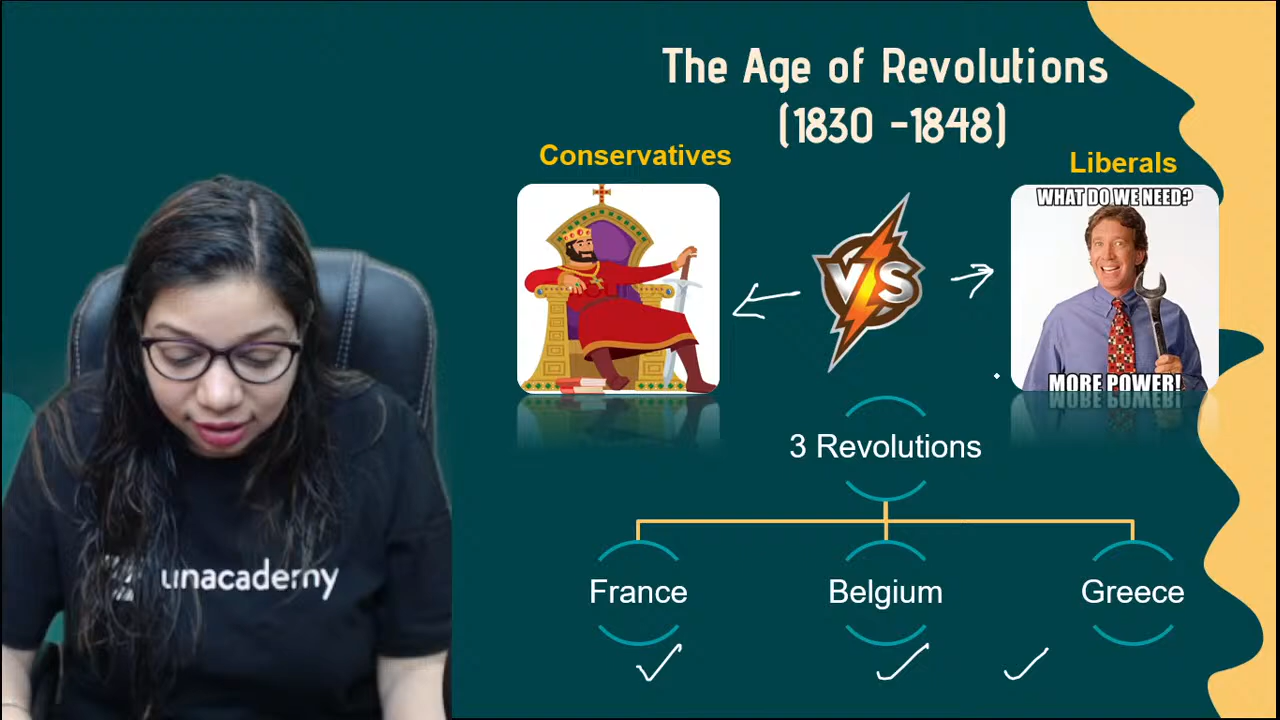 The Age of Revolutions
(1830 -1848)
Conservatives
Liberals
WHAT DO WE NEED?
VS
MORE POWER!
3 Revolutions
France
Belgium
Greece
unacademy